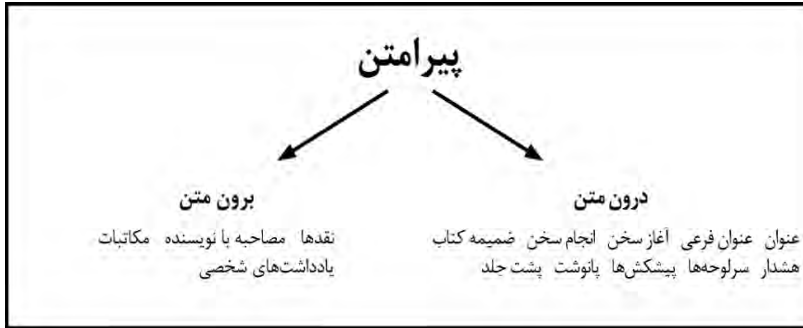 پیرامتن
درون متن
عنوان عنوان فرعی آغاز سخن انجام سخن ضمیمه کتاب
هشدار سرلوحه‌ها پیشکش‌ها پانوشت پشت جلد
برون متن
نقدها مصاحبه با نویسنده مکاتبات
یادداشت‌های شخصی